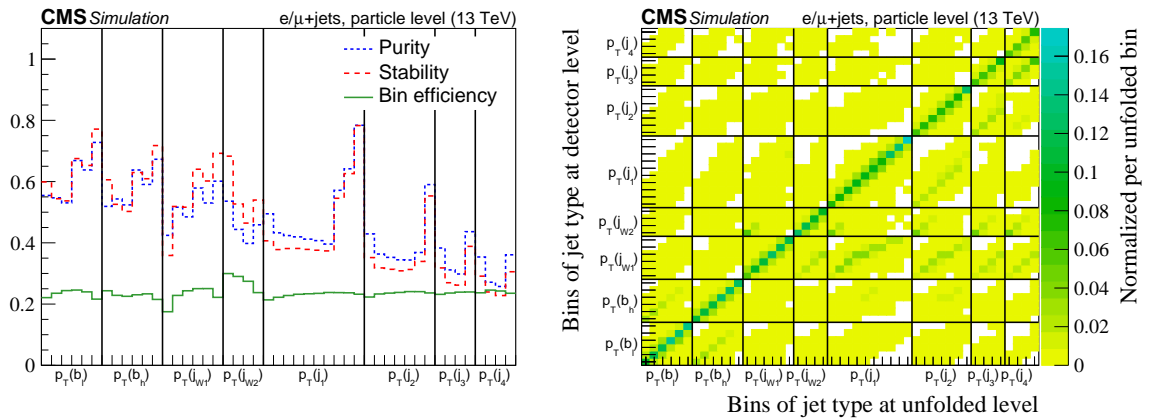 CMS Simulation e/μ+jets, particle level (13 TeV)
Purity
Stability
Bin efficiency
1
0.8
0.6
0.4
0.2
0
p_T(b_l) p_T(b_h) p_T(j_W1) p_T(j_W2) p_T(j_1) p_T(j_2) p_T(j_3) p_T(j_4)
CMS Simulation e/μ+jets, particle level (13 TeV)
Bins of jet type at detector level
p_T(j_4)
p_T(j_3)
p_T(j_2)
p_T(j_1)
p_T(j_W2)
p_T(j_W1)
p_T(b_h)
p_T(b_l)
p_T(b_l) p_T(b_h) p_T(j_W1) p_T(j_W2) p_T(j_1) p_T(j_2) p_T(j_3) p_T(j_4)
Bins of jet type at unfolded level
0.16
0.14
0.12
0.1
0.08
0.06
0.04
0.02
0
Normalized per unfolded bin